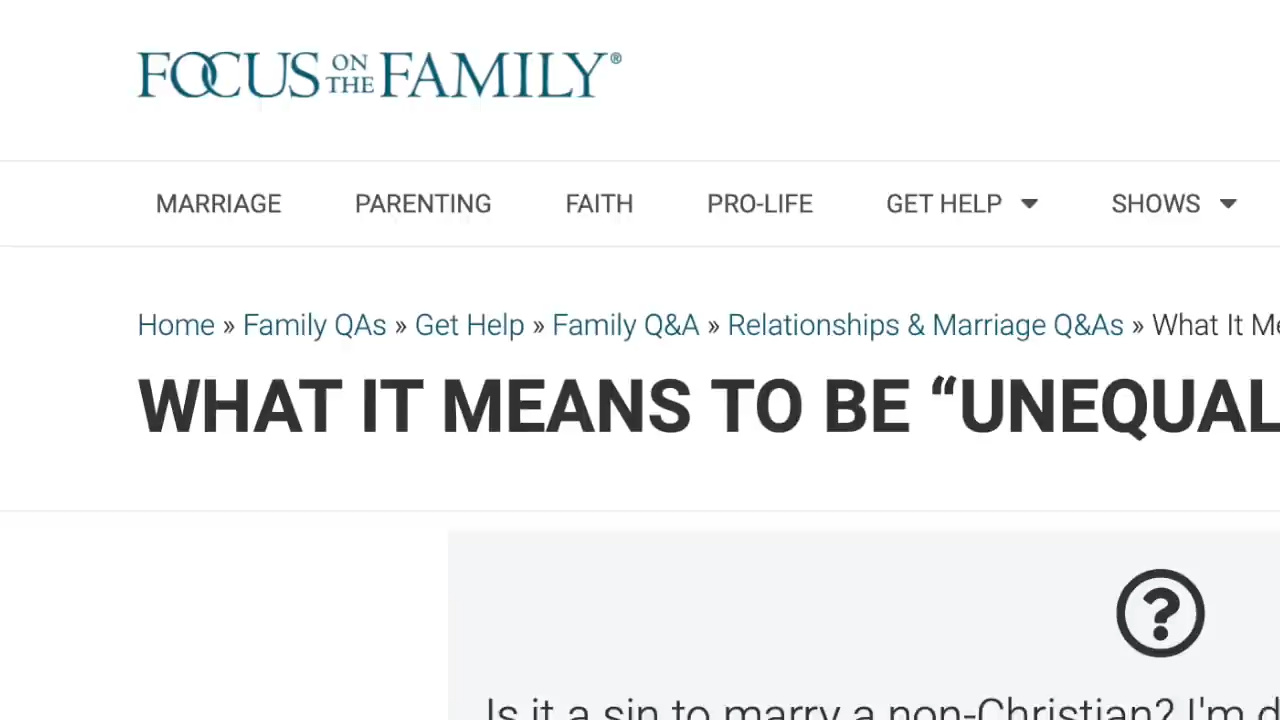 FOCUS ON THE FAMILY®
MARRIAGE PARENTING FAITH PRO-LIFE GET HELP SHOWS
Home » Family QAs » Get Help » Family Q&A » Relationships & Marriage Q&As » What It Me
WHAT IT MEANS TO BE “UNEQUAL
Is it a sin to marry a non-Christian? I'm d